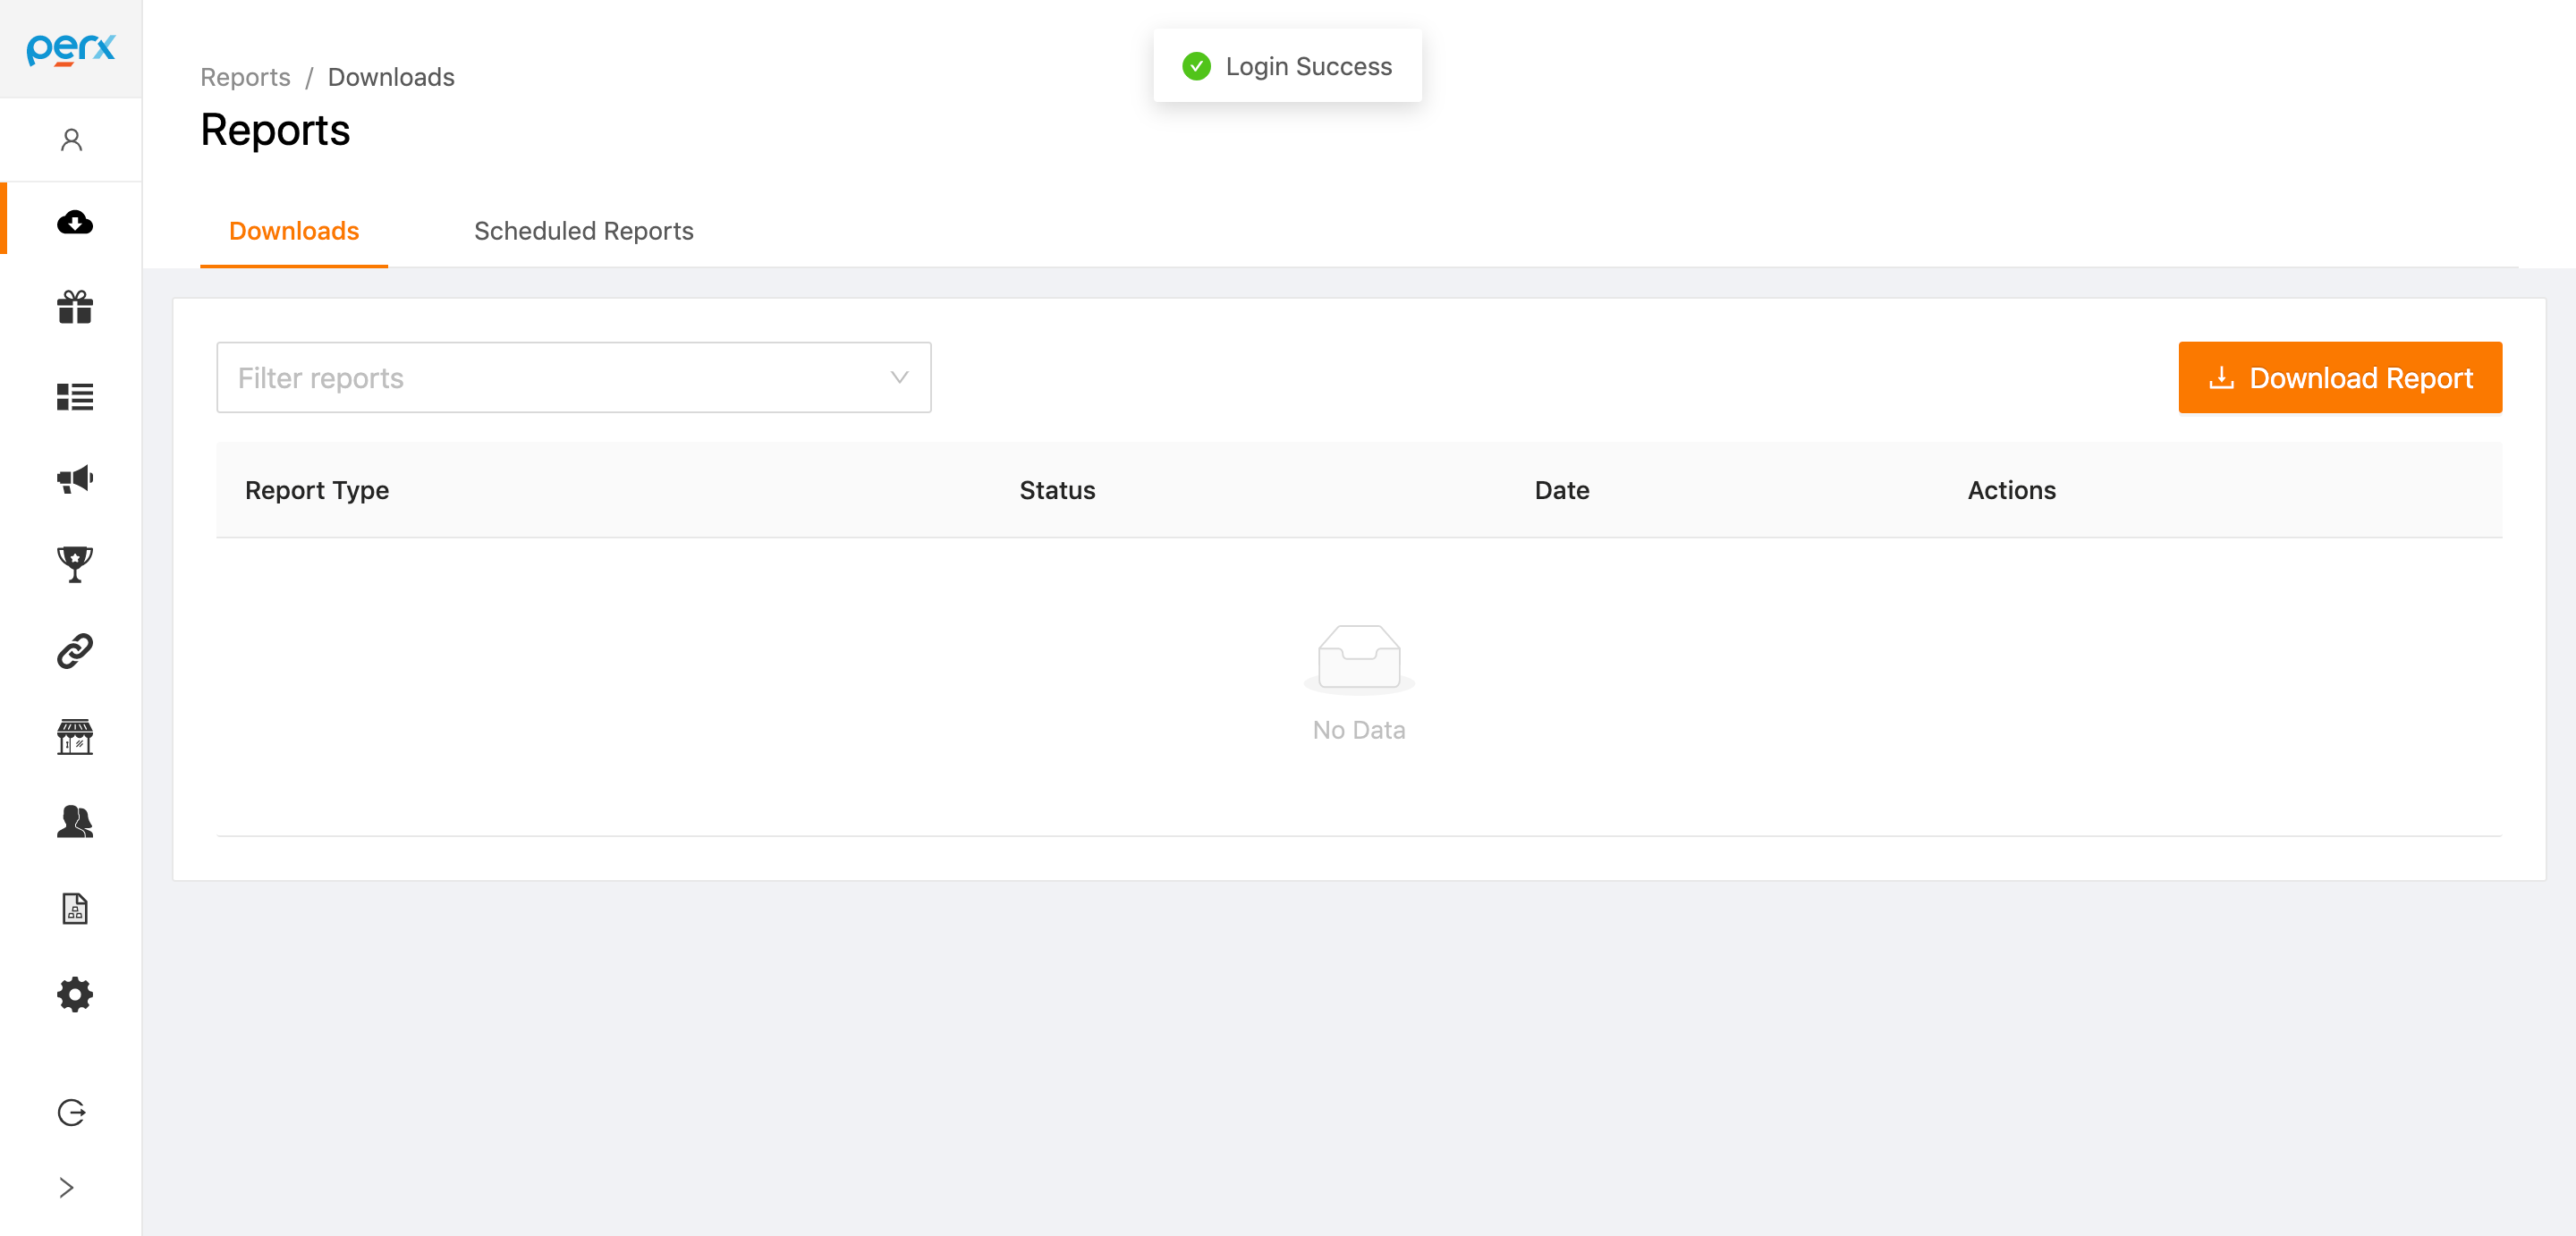 perx
Login Success
Reports / Downloads
Reports
Downloads
Scheduled Reports
Filter reports
Download Report
Report Type
Status
Date
Actions
No Data